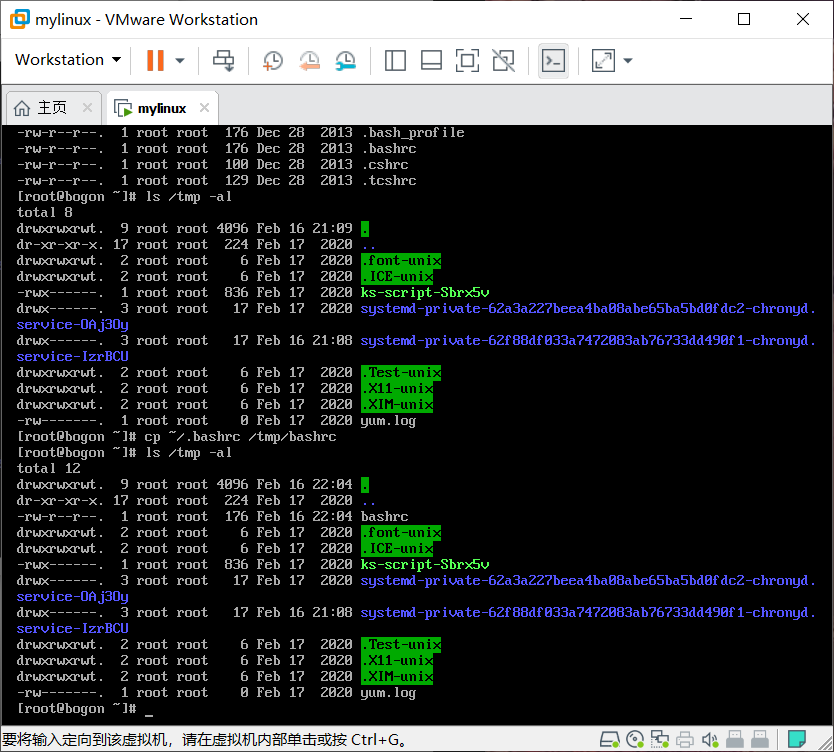 mylinux - VMware Workstation
Workstation
主页
mylinux
-rw-r--r--. 1 root root 176 Dec 28 2013 .bash_profile
-rw-r--r--. 1 root root 176 Dec 28 2013 .bashrc
-rw-r--r--. 1 root root 100 Dec 28 2013 .cshrc
-rw-r--r--. 1 root root 129 Dec 28 2013 .tcshrc
[root@bogon ~]# ls /tmp -al
total 8
drwxrwxrwt. 9 root root 4096 Feb 16 21:09 .
dr-xr-xr-x. 17 root root 224 Feb 17 2020 ..
drwxrwxrwt. 2 root root 6 Feb 17 2020 .font-unix
drwxrwxrwt. 2 root root 6 Feb 17 2020 .ICE-unix
-rwx------. 1 root root 836 Feb 17 2020 ks-script-Sbrx5v
drwx------. 3 root root 17 Feb 17 2020 systemd-private-62a3a227beea4ba08abe65ba5bd0fdc2-chronyd.
service-OAj3Oy
drwx------. 3 root root 17 Feb 16 21:08 systemd-private-62f88df033a7472083ab76733dd490f1-chronyd.
service-IzrBCU
drwxrwxrwt. 2 root root 6 Feb 17 2020 .Test-unix
drwxrwxrwt. 2 root root 6 Feb 17 2020 .X11-unix
drwxrwxrwt. 2 root root 6 Feb 17 2020 .XIM-unix
-rw-------. 1 root root 0 Feb 17 2020 yum.log
[root@bogon ~]# cp ~/.bashrc /tmp/bashrc
[root@bogon ~]# ls /tmp -al
total 12
drwxrwxrwt. 9 root root 4096 Feb 16 22:04 .
dr-xr-xr-x. 17 root root 224 Feb 17 2020 ..
-rw-r--r--. 1 root root 176 Feb 16 22:04 bashrc
drwxrwxrwt. 2 root root 6 Feb 17 2020 .font-unix
drwxrwxrwt. 2 root root 6 Feb 17 2020 .ICE-unix
-rwx------. 1 root root 836 Feb 17 2020 ks-script-Sbrx5v
drwx------. 3 root root 17 Feb 17 2020 systemd-private-62a3a227beea4ba08abe65ba5bd0fdc2-chronyd.
service-OAj3Oy
drwx------. 3 root root 17 Feb 16 21:08 systemd-private-62f88df033a7472083ab76733dd490f1-chronyd.
service-IzrBCU
drwxrwxrwt. 2 root root 6 Feb 17 2020 .Test-unix
drwxrwxrwt. 2 root root 6 Feb 17 2020 .X11-unix
drwxrwxrwt. 2 root root 6 Feb 17 2020 .XIM-unix
-rw-------. 1 root root 0 Feb 17 2020 yum.log
[root@bogon ~]# _
要将输入定向到该虚拟机，请在虚拟机内部单击或按 Ctrl+G。